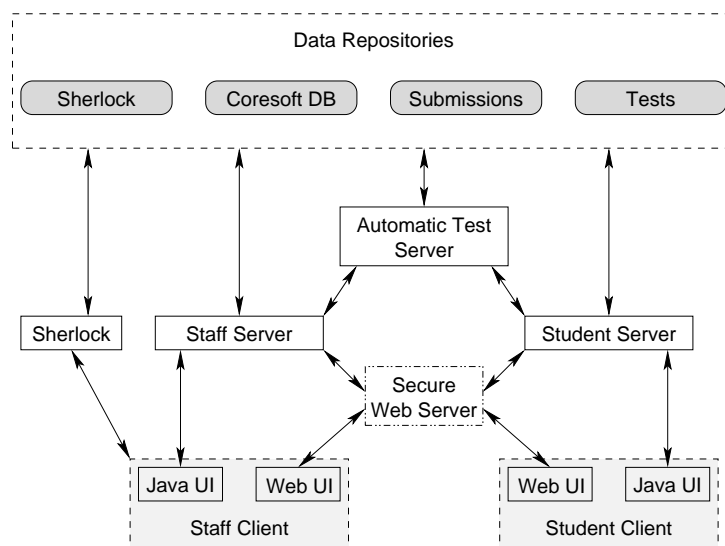 Data Repositories
Sherlock
Coresoft DB
Submissions
Tests
Automatic Test
Server
Sherlock
Staff Server
Student Server
Secure
Web Server
Java UI
Web UI
Web UI
Java UI
Staff Client
Student Client